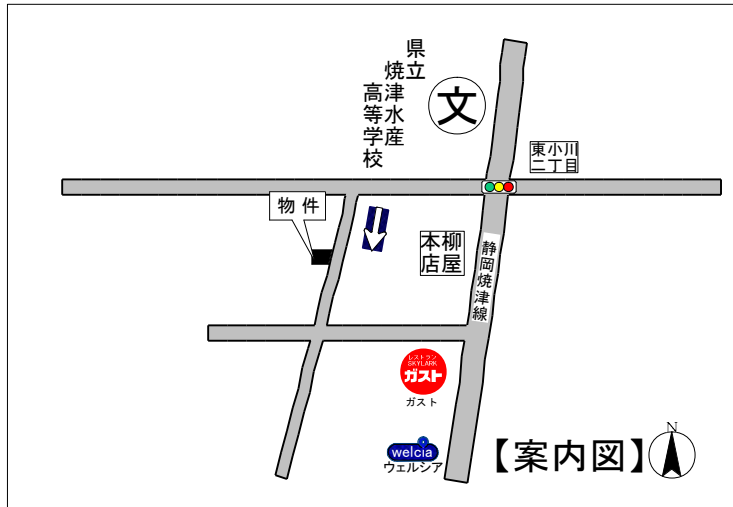 県立
焼津水産
高等学校
文
東小川
二丁目
物件
柳屋
本店
静岡焼津線
レストラン
SKYLARK
ガスト
ガスト
welcia
ウェルシア
【案内図】
N